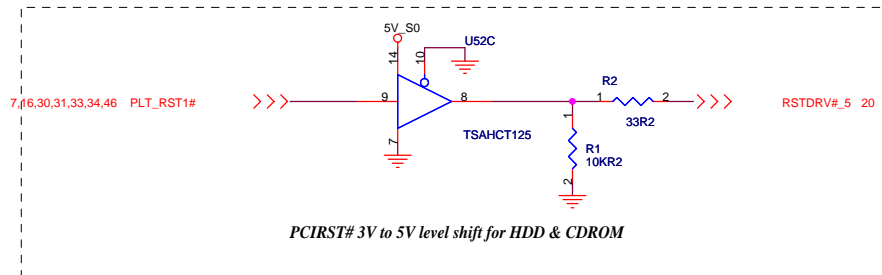 5V_S0
U52C
14
10
7,16,30,31,33,34,46 PLT_RST1#
9
8
R2
1
2
RSTDRV#_5 20
33R2
TSAHCT125
7
1
R1
10KR2
2
PCIRST# 3V to 5V level shift for HDD & CDROM